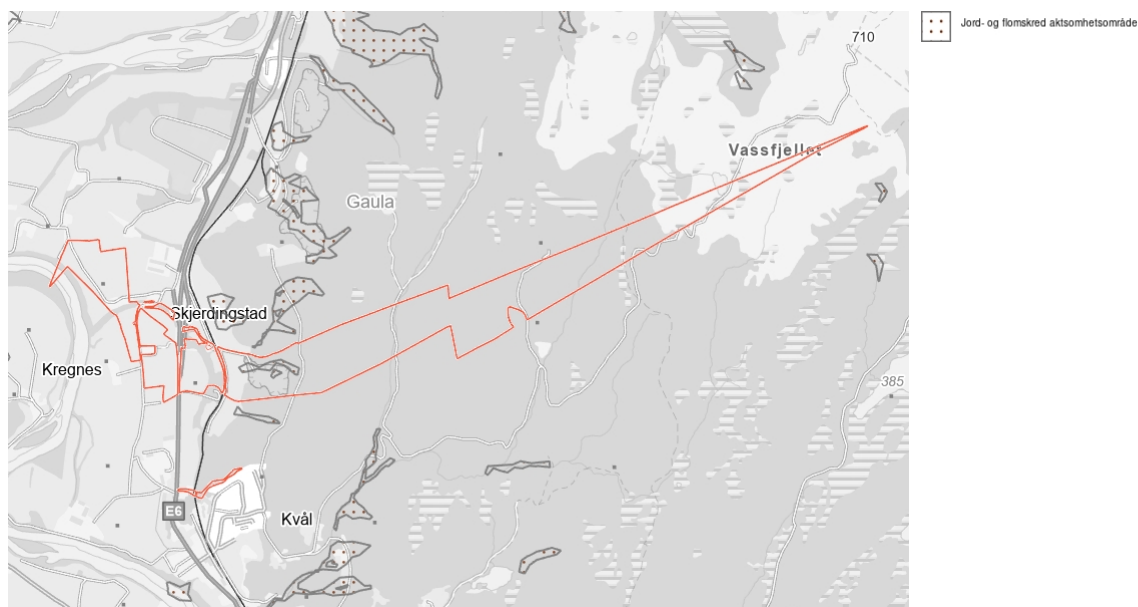 Jord- og flomskred aktsomhetsområde
710
Vassfjellet
Gaula
Skjerdingstad
Kregnes
385
E6
Kvål